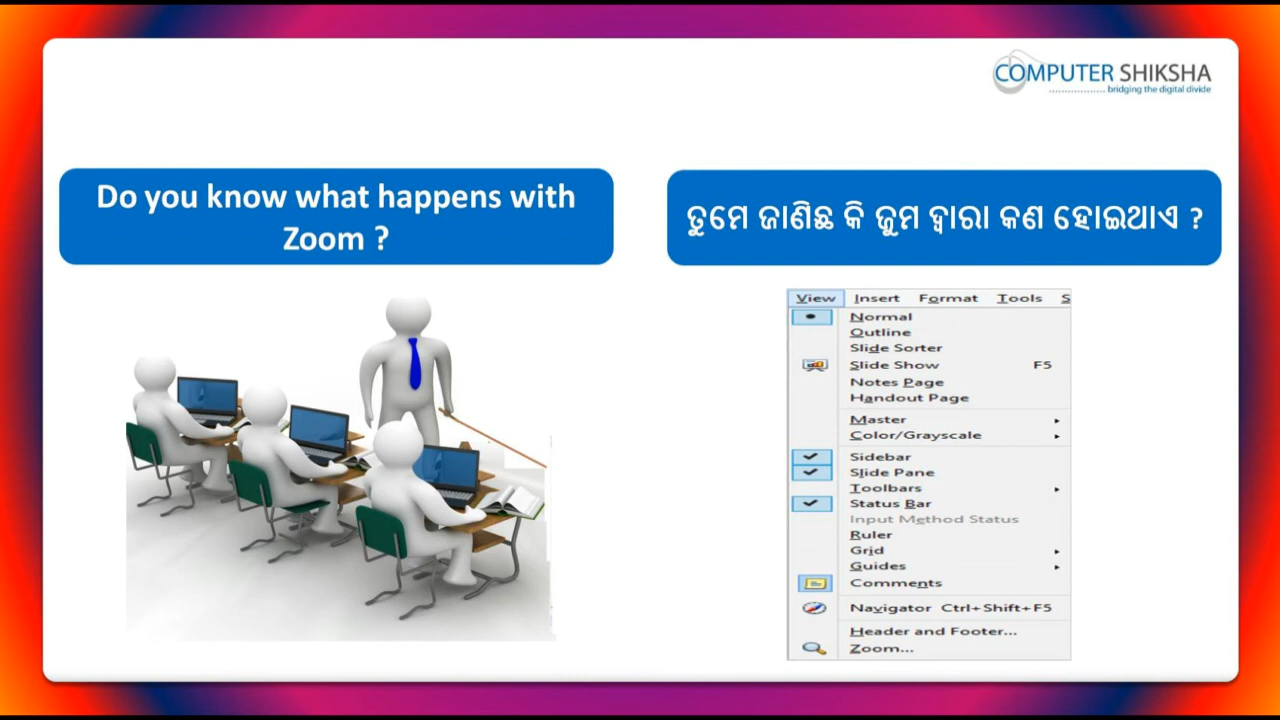 COMPUTER SHIKSHA
bridging the digital divide
Do you know what happens with
Zoom ?
ତୁମେ ଜାଣିଛ କି ଜୁମ ଦ୍ୱାରା କଣ ହୋଇଥାଏ ?
View Insert Format Tools S
Normal
Outline
Slide Sorter
Slide Show F5
Notes Page
Handout Page
Master
Color/Grayscale
Sidebar
Slide Pane
Toolbars
Status Bar
Input Method Status
Ruler
Grid
Guides
Comments
Navigator Ctrl+Shift+F5
Header and Footer...
Zoom...